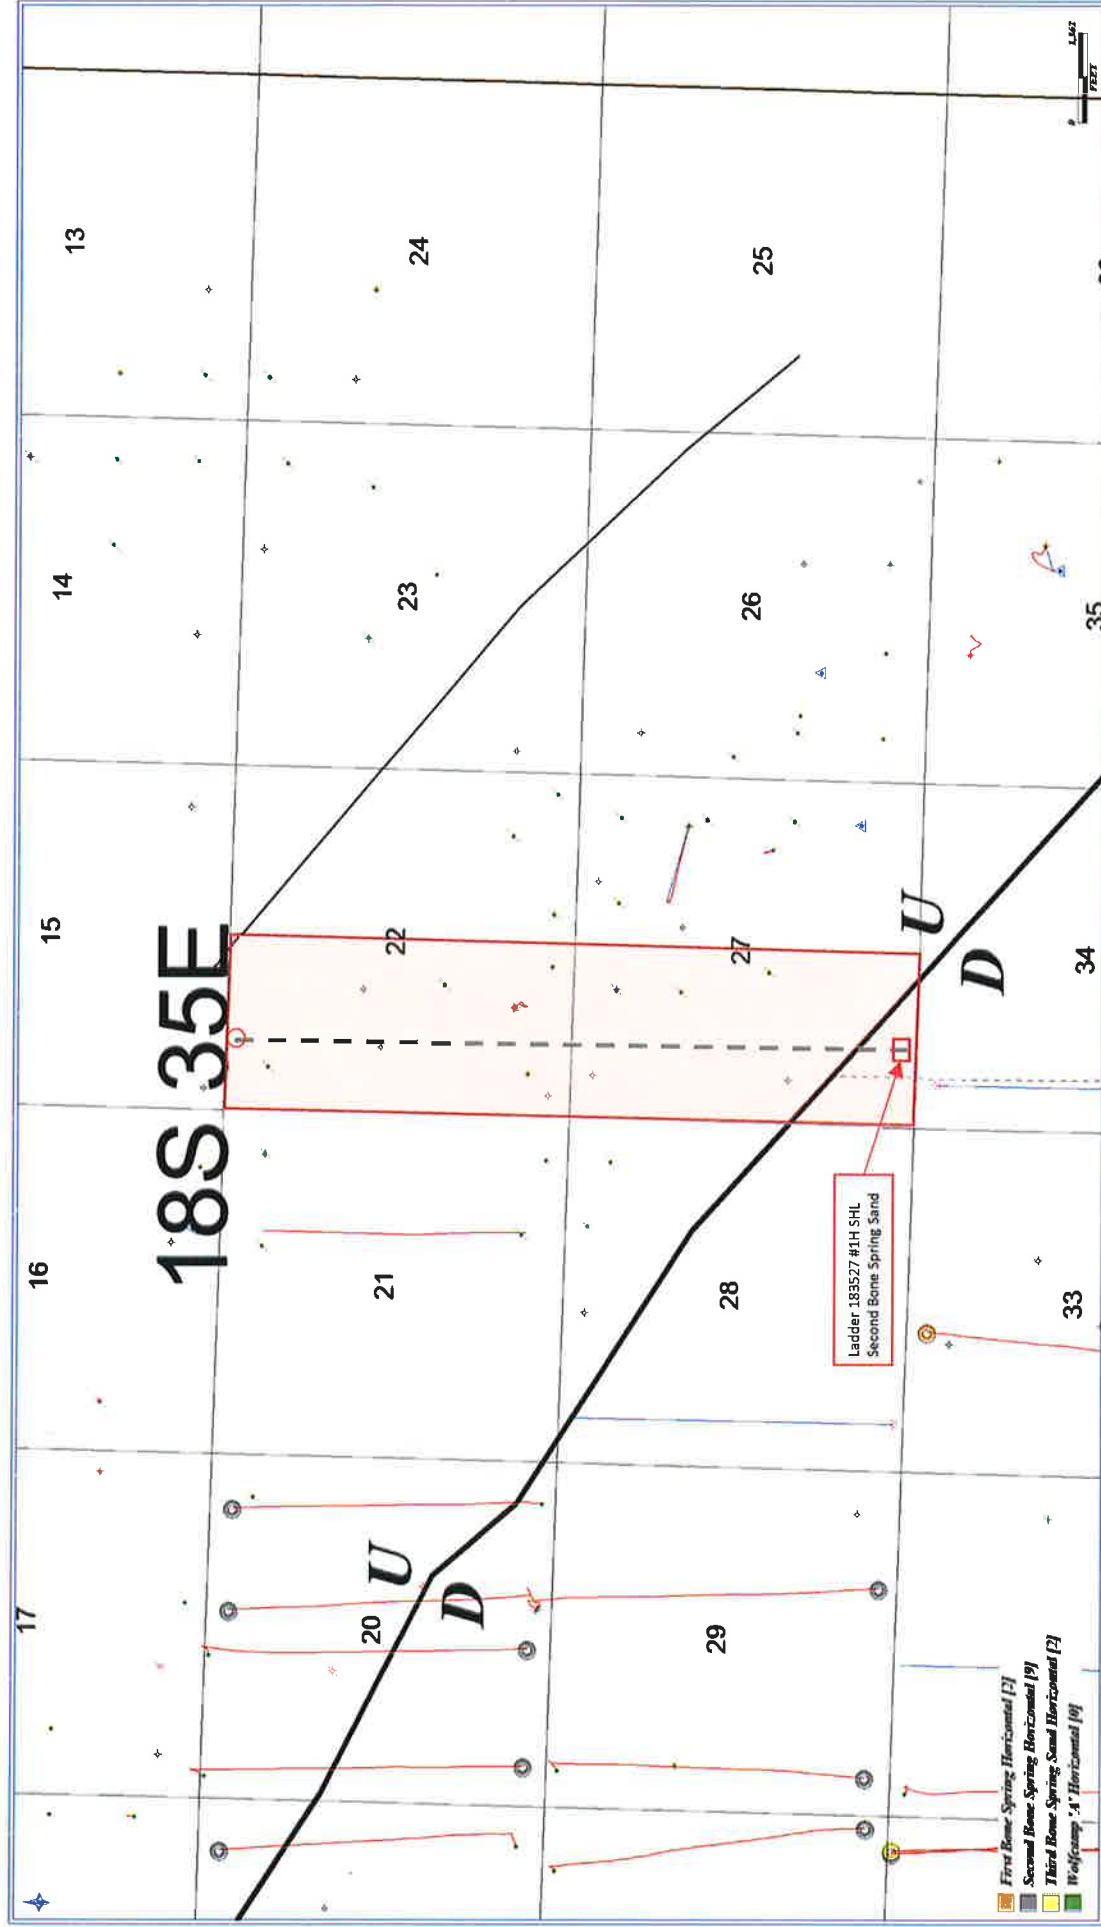 18S 35E
17
16
15
14
13
20
21
22
23
24
29
28
27
26
25
33
34
35
U
D
U
D
Ladder 183527 #1H SHL
Second Bone Spring Sand
First Bone Spring Horizontal [2]
Second Bone Spring Horizontal [9]
Third Bone Spring Sand Horizontal [2]
Wolfcamp "A" Horizontal [0]
0
FEET